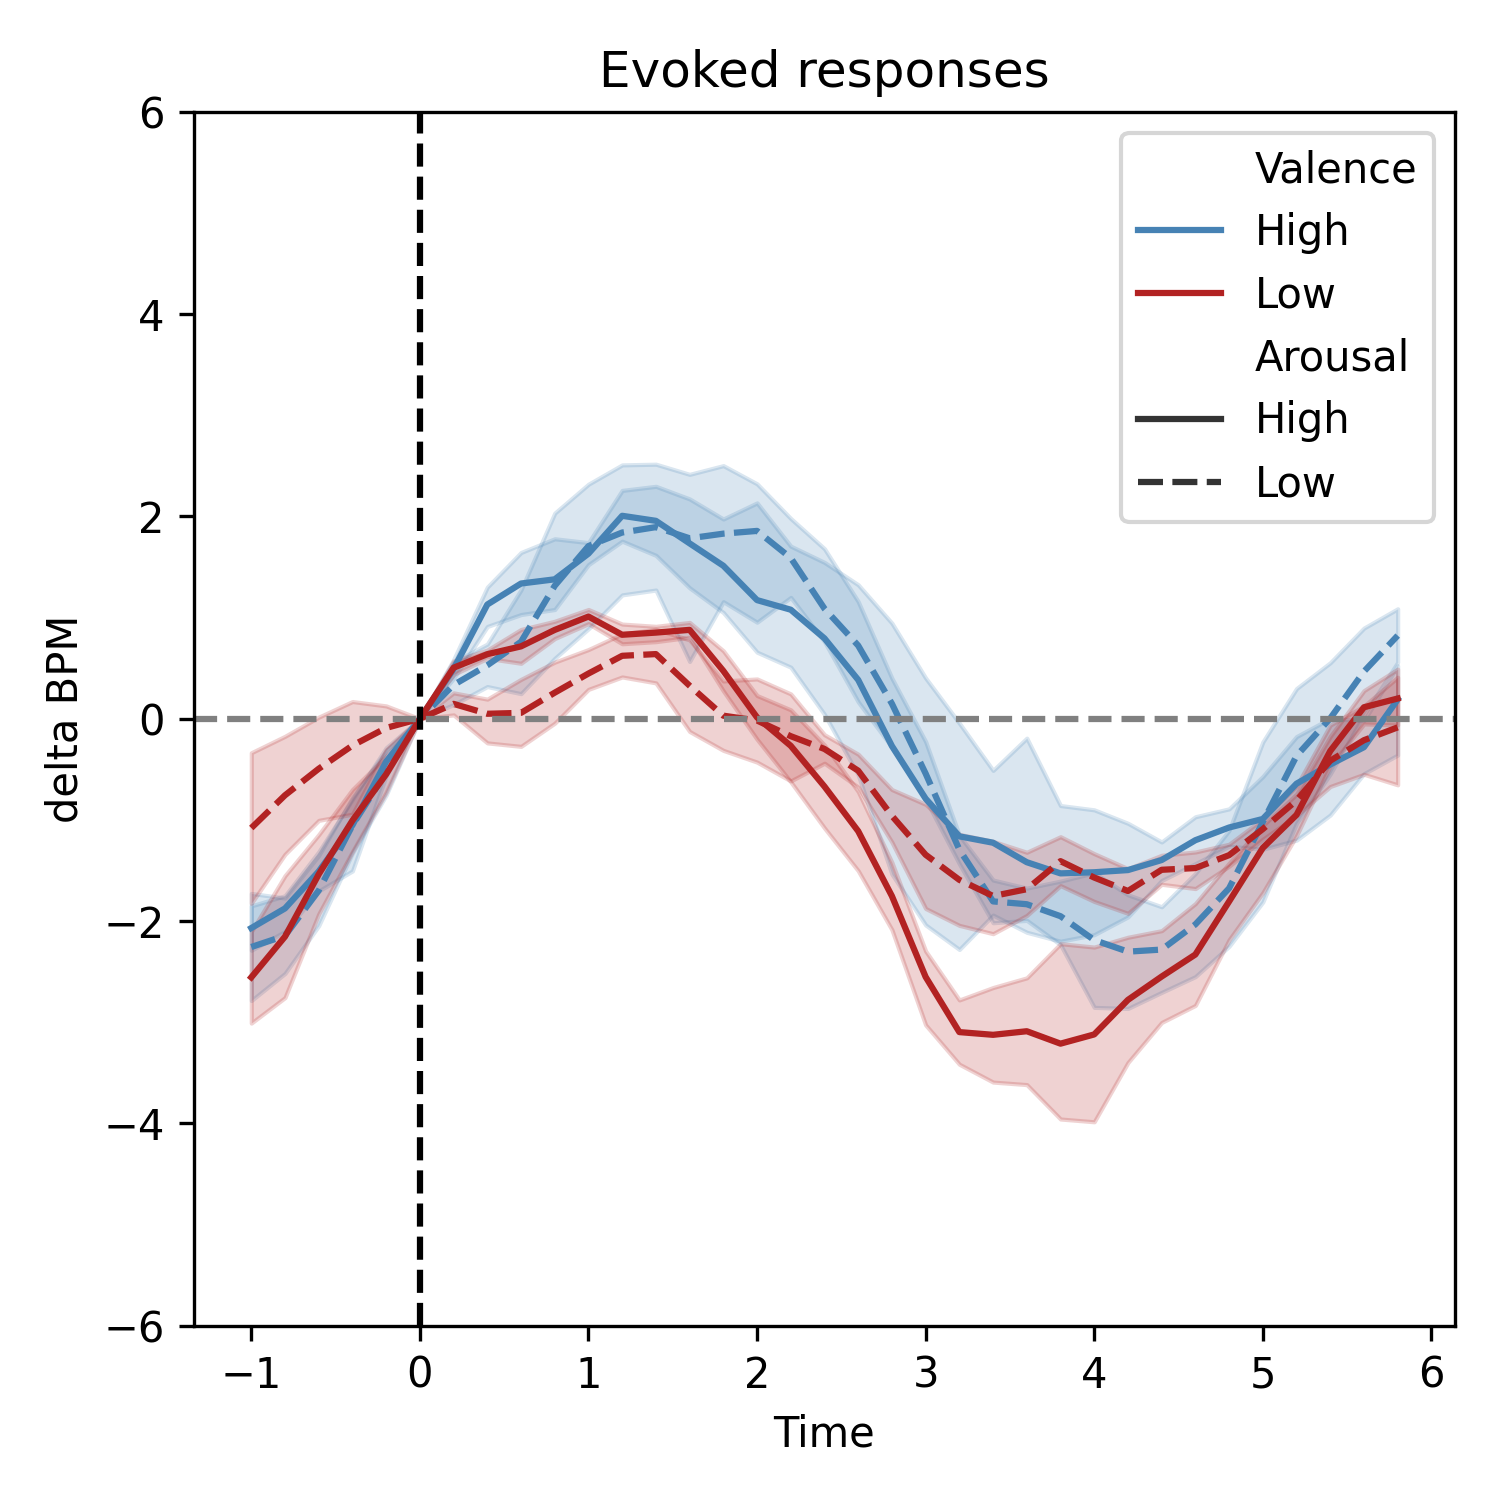 Evoked responses
6
4
2
0
−2
−4
−6
delta BPM
Valence
High
Low
Arousal
High
Low
−1 0 1 2 3 4 5 6
Time